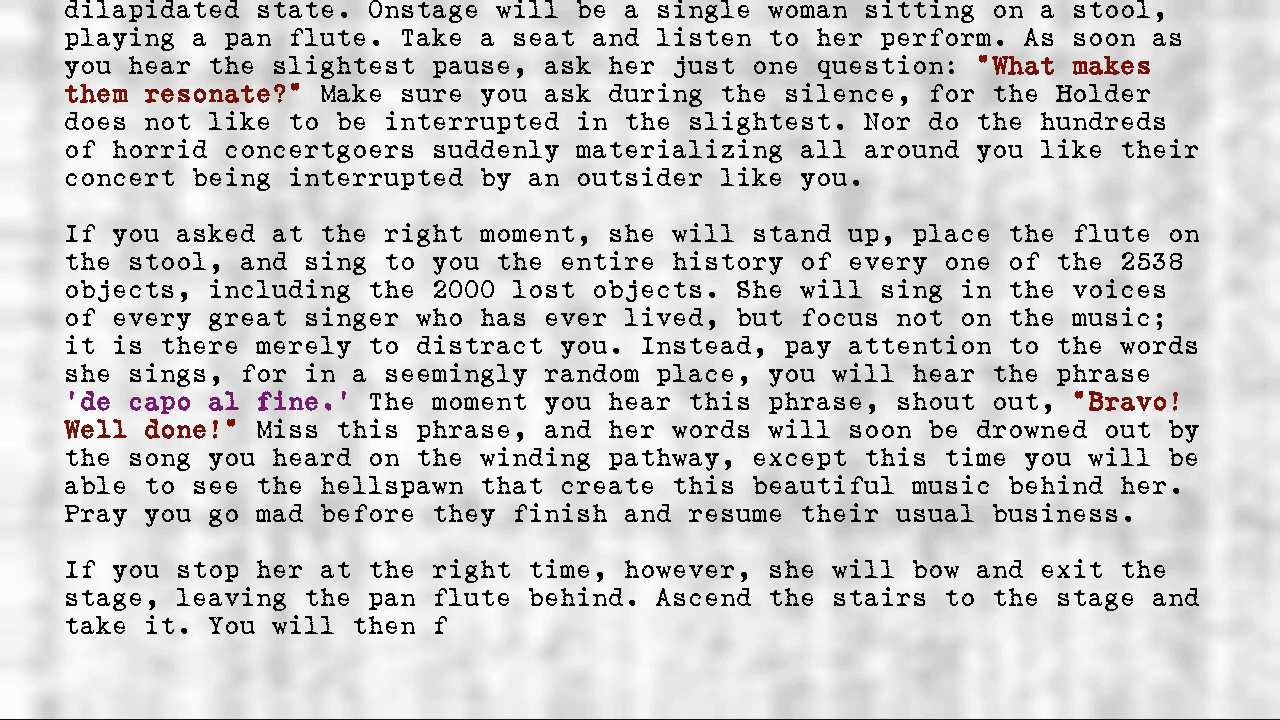 dilapidated state. Onstage will be a single woman sitting on a stool,
playing a pan flute. Take a seat and listen to her perform. As soon as
you hear the slightest pause, ask her just one question: "What makes
them resonate?" Make sure you ask during the silence, for the Holder
does not like to be interrupted in the slightest. Nor do the hundreds
of horrid concertgoers suddenly materializing all around you like their
concert being interrupted by an outsider like you.

If you asked at the right moment, she will stand up, place the flute on
the stool, and sing to you the entire history of every one of the 2538
objects, including the 2000 lost objects. She will sing in the voices
of every great singer who has ever lived, but focus not on the music;
it is there merely to distract you. Instead, pay attention to the words
she sings, for in a seemingly random place, you will hear the phrase
'de capo al fine.' The moment you hear this phrase, shout out, "Bravo!
Well done!" Miss this phrase, and her words will soon be drowned out by
the song you heard on the winding pathway, except this time you will be
able to see the hellspawn that create this beautiful music behind her.
Pray you go mad before they finish and resume their usual business.

If you stop her at the right time, however, she will bow and exit the
stage, leaving the pan flute behind. Ascend the stairs to the stage and
take it. You will then f